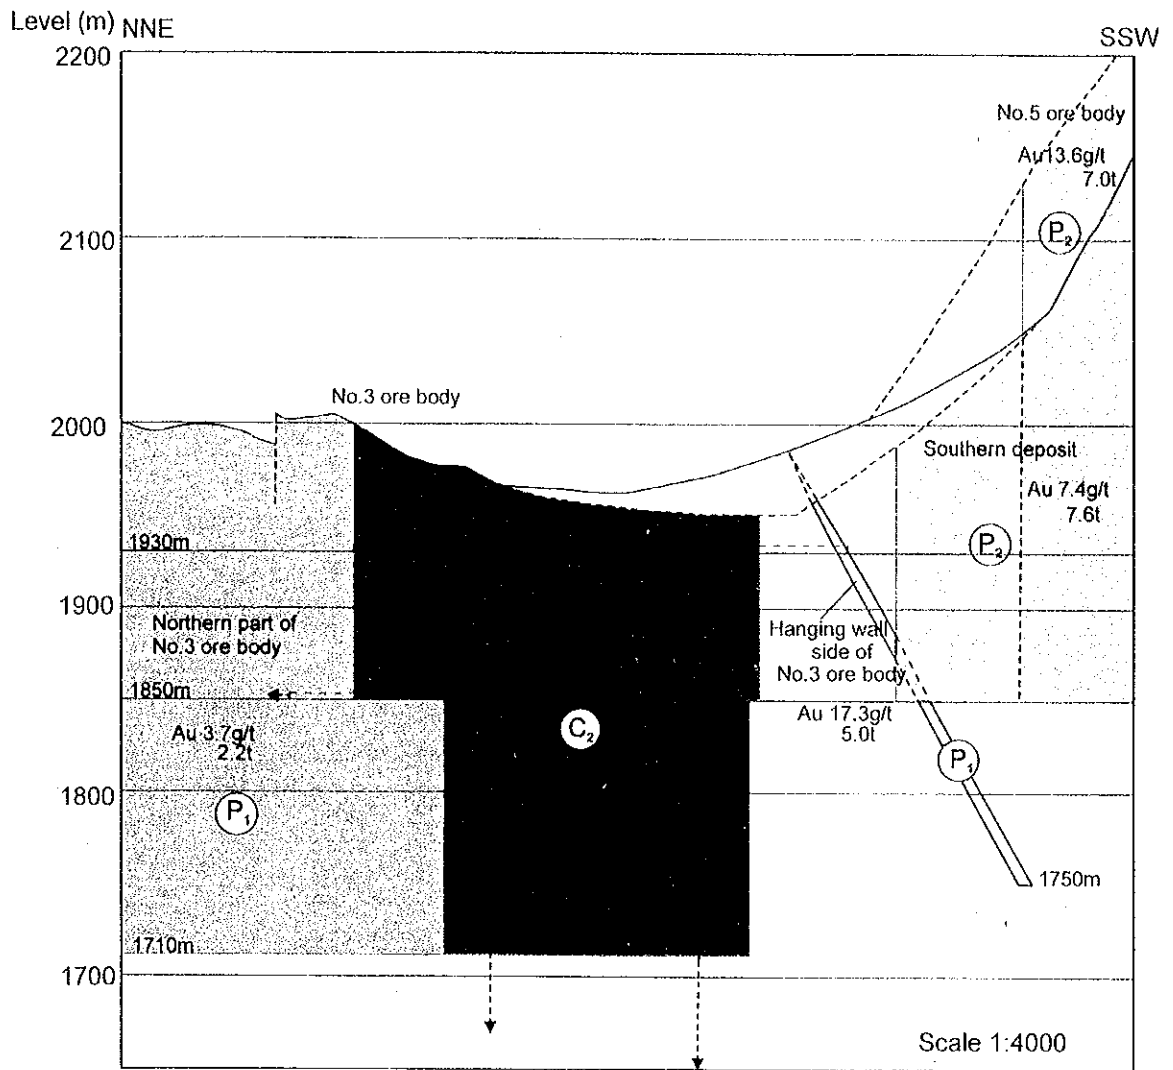 Level (m) NNE
SSW
2200
No.5 ore body
Au 13.6g/t
7.0t
P₂
2100
No.3 ore body
2000
Southern deposit
Au 7.4g/t
7.6t
P₂
1930m
1900
Northern part of
No.3 ore body
Hanging wall
side of
No.3 ore body
1850m
Au 3.7g/t
2.2t
Au 17.3g/t
5.0t
C₂
P₁
1800
P₁
1750m
1710m
1700
Scale 1:4000